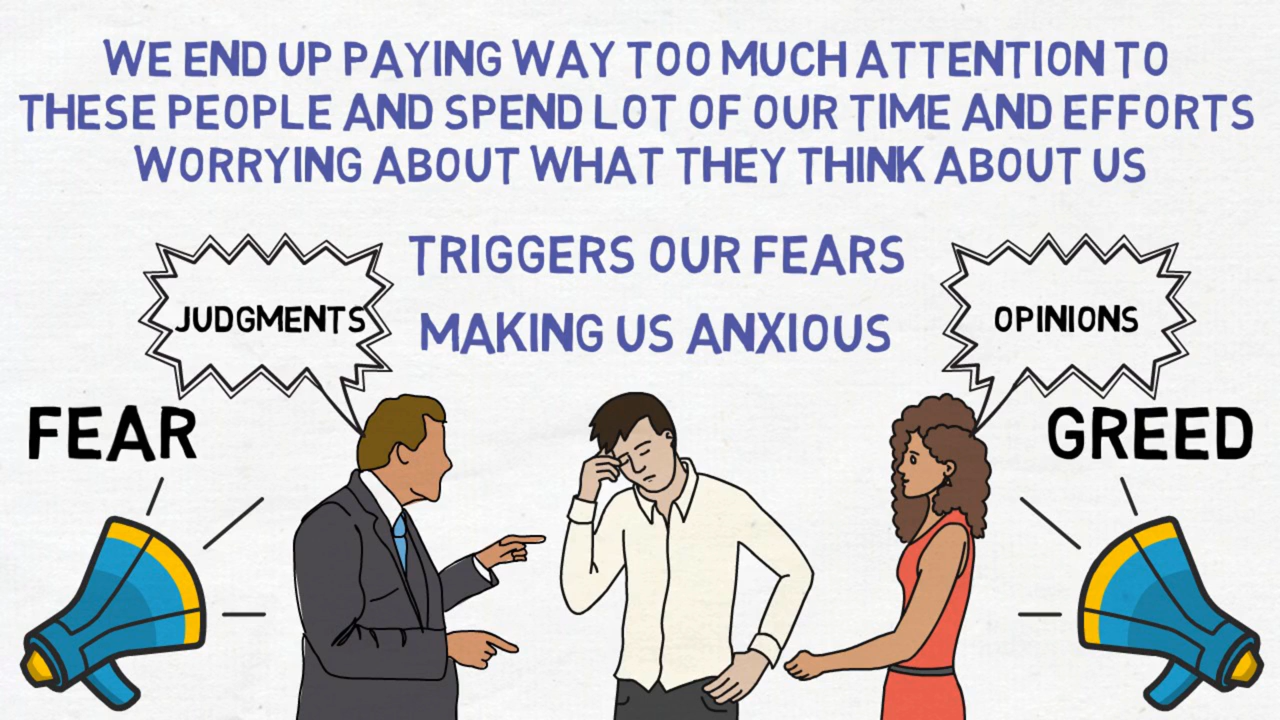 WE END UP PAYING WAY TOO MUCH ATTENTION TO
THESE PEOPLE AND SPEND LOT OF OUR TIME AND EFFORTS
WORRYING ABOUT WHAT THEY THINK ABOUT US
TRIGGERS OUR FEARS
JUDGMENTS
MAKING US ANXIOUS
OPINIONS
FEAR
GREED